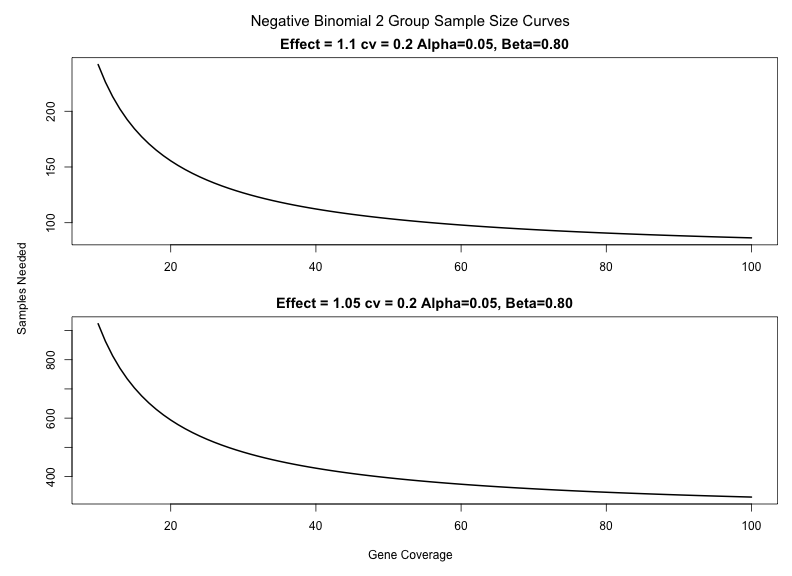 Negative Binomial 2 Group Sample Size Curves
Effect = 1.1 cv = 0.2 Alpha=0.05, Beta=0.80
200
150
100
20 40 60 80 100
Samples Needed
Effect = 1.05 cv = 0.2 Alpha=0.05, Beta=0.80
800
600
400
20 40 60 80 100
Gene Coverage